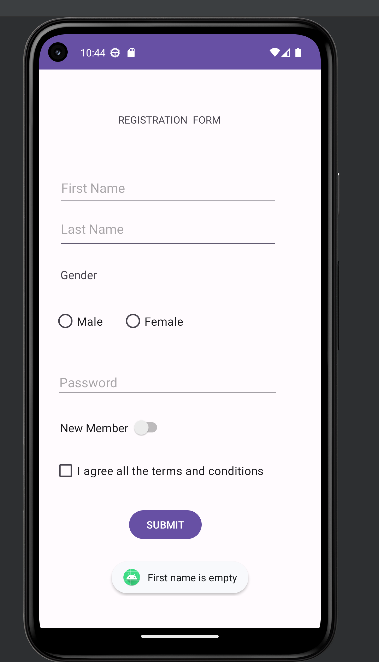 10:44
REGISTRATION FORM
First Name
Last Name
Gender
Male Female
Password
New Member
I agree all the terms and conditions
SUBMIT
First name is empty